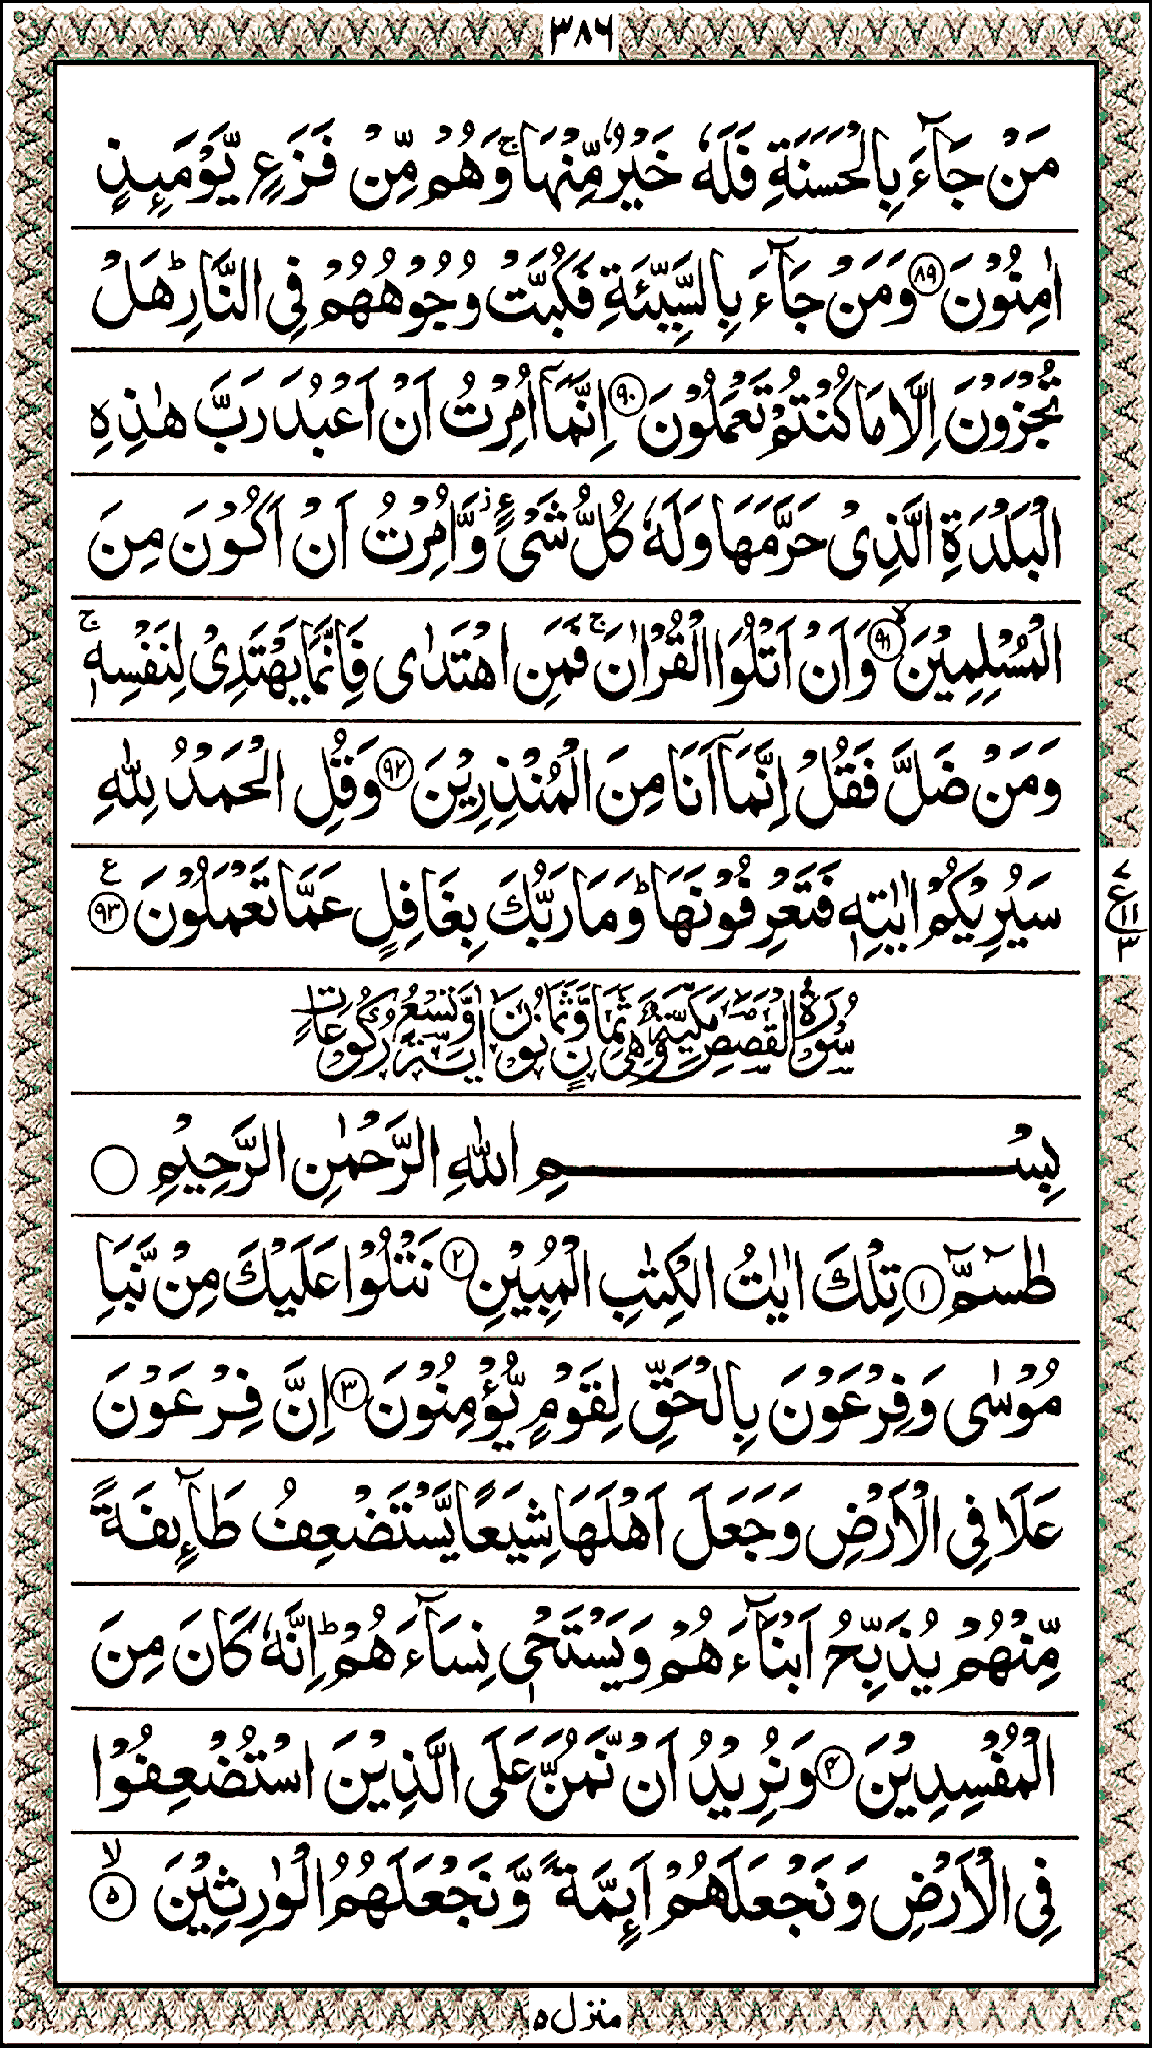 ٣٨٦
مَنْ جَآءَ بِالْحَسَنَةِ فَلَهٗ خَيْرٌ مِّنْهَا ۚ وَهُمْ مِّنْ فَزَعٍ يَّوْمَىِٕذٍ
اٰمِنُوْنَ ﴿٨٩﴾ وَمَنْ جَآءَ بِالسَّيِّئَةِ فَكُبَّتْ وُجُوْهُهُمْ فِى النَّارِ ؕ هَلْ
تُجْزَوْنَ اِلَّا مَا كُنْتُمْ تَعْمَلُوْنَ ﴿٩٠﴾ اِنَّمَاۤ اُمِرْتُ اَنْ اَعْبُدَ رَبَّ هٰذِهِ
الْبَلْدَةِ الَّذِىْ حَرَّمَهَا وَلَهٗ كُلُّ شَىْءٍ ؗ وَّاُمِرْتُ اَنْ اَكُوْنَ مِنَ
الْمُسْلِمِيْنَ ۙ﴿٩١﴾ وَاَنْ اَتْلُوَا الْقُرْاٰنَ ۚ فَمَنِ اهْتَدٰى فَاِنَّمَا يَهْتَدِىْ لِنَفْسِهٖ ۚ
وَمَنْ ضَلَّ فَقُلْ اِنَّمَاۤ اَنَا مِنَ الْمُنْذِرِيْنَ ﴿٩٢﴾ وَقُلِ الْحَمْدُ لِلّٰهِ
سَيُرِيْكُمْ اٰيٰتِهٖ فَتَعْرِفُوْنَهَا ؕ وَمَا رَبُّكَ بِغَافِلٍ عَمَّا تَعْمَلُوْنَ ﴿٩٣﴾ ع
٧
ع ١١
٣
سُوْرَةُ الْقَصَصِ مَكِّيَّةٌ وَّهِىَ ثَمَانٍ وَّثَمَانُوْنَ اٰيَةً وَّتِسْعُ رُكُوْعَاتٍ
بِسْمِ اللّٰهِ الرَّحْمٰنِ الرَّحِيْمِ
طٰسٓمّٓ ﴿١﴾ تِلْكَ اٰيٰتُ الْكِتٰبِ الْمُبِيْنِ ﴿٢﴾ نَتْلُوْا عَلَيْكَ مِنْ نَّبَاِ
مُوْسٰى وَفِرْعَوْنَ بِالْحَقِّ لِقَوْمٍ يُّؤْمِنُوْنَ ﴿٣﴾ اِنَّ فِرْعَوْنَ
عَلَا فِى الْاَرْضِ وَجَعَلَ اَهْلَهَا شِيَعًا يَّسْتَضْعِفُ طَآىِٕفَةً
مِّنْهُمْ يُذَبِّحُ اَبْنَآءَهُمْ وَيَسْتَحْىٖ نِسَآءَهُمْ ؕ اِنَّهٗ كَانَ مِنَ
الْمُفْسِدِيْنَ ﴿٤﴾ وَنُرِيْدُ اَنْ نَّمُنَّ عَلَى الَّذِيْنَ اسْتُضْعِفُوْا
فِى الْاَرْضِ وَنَجْعَلَهُمْ اَىِٕمَّةً وَّنَجْعَلَهُمُ الْوٰرِثِيْنَ ۙ﴿٥﴾
منزل ٥